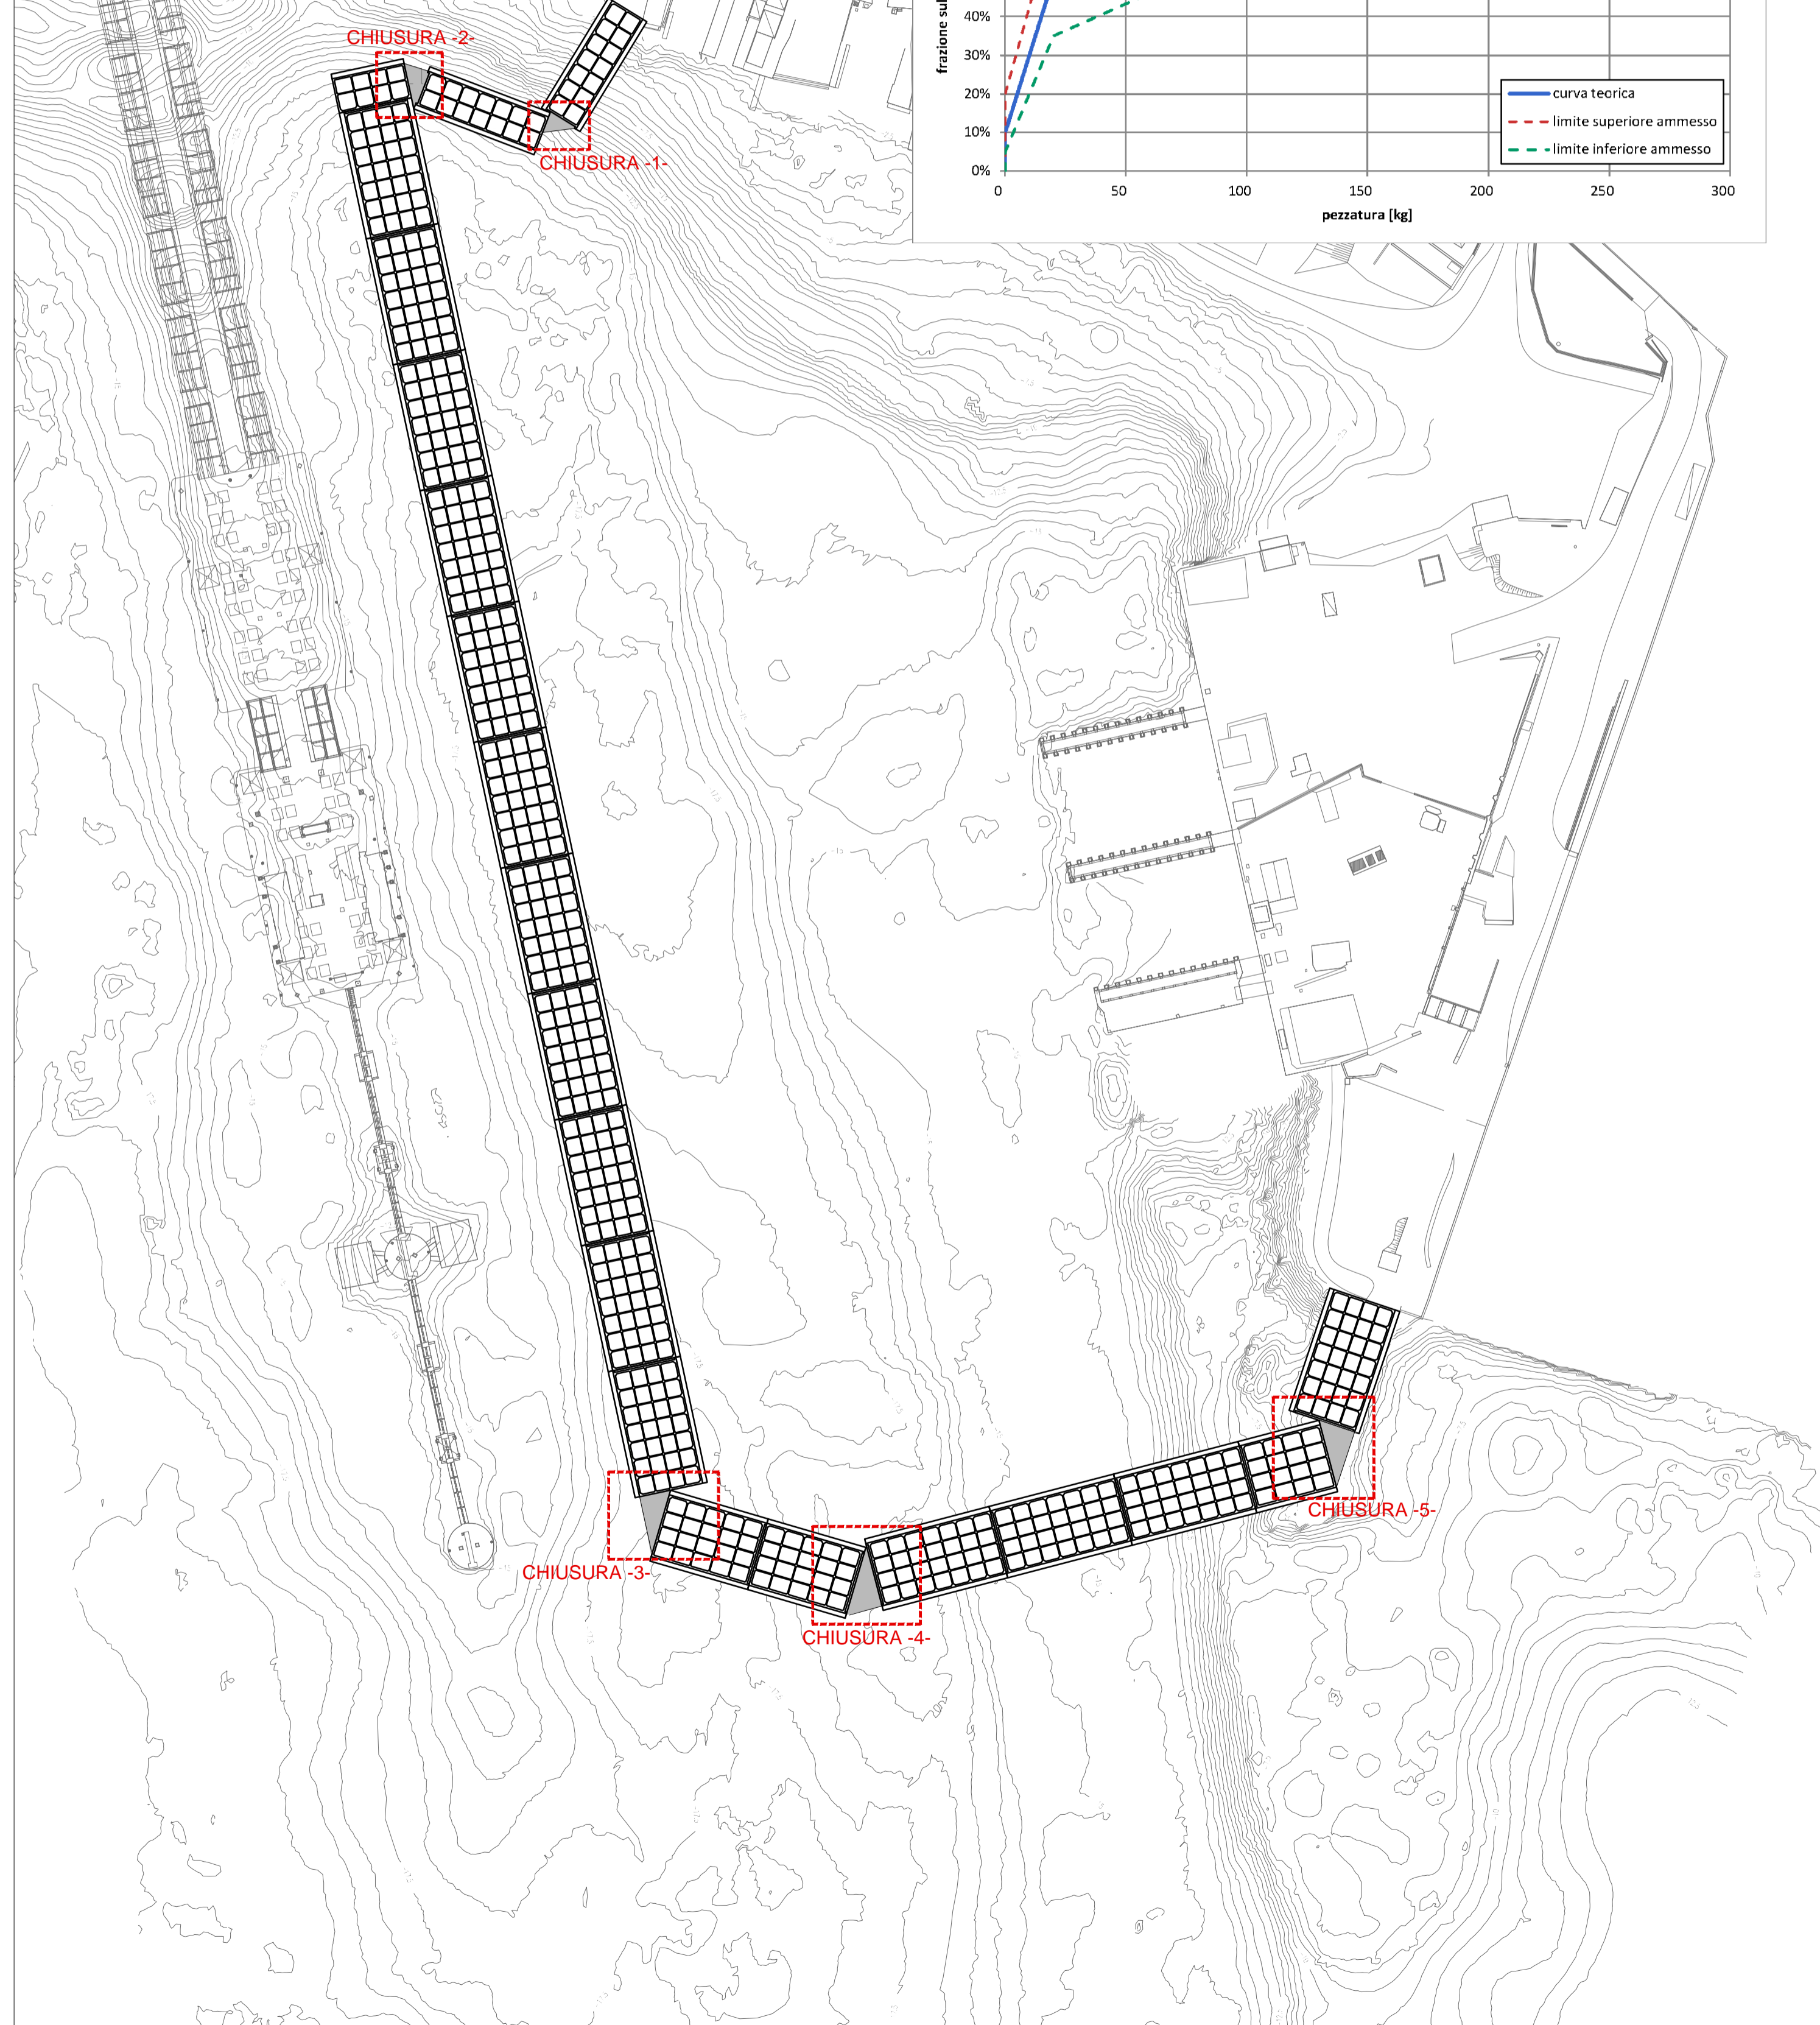 CHIUSURA -2-
CHIUSURA -1-
frazione sul
40%
30%
20%
10%
0%
0
50
100
150
200
250
300
pezzatura [kg]
curva teorica
limite superiore ammesso
limite inferiore ammesso
CHIUSURA -5-
CHIUSURA -3-
CHIUSURA -4-